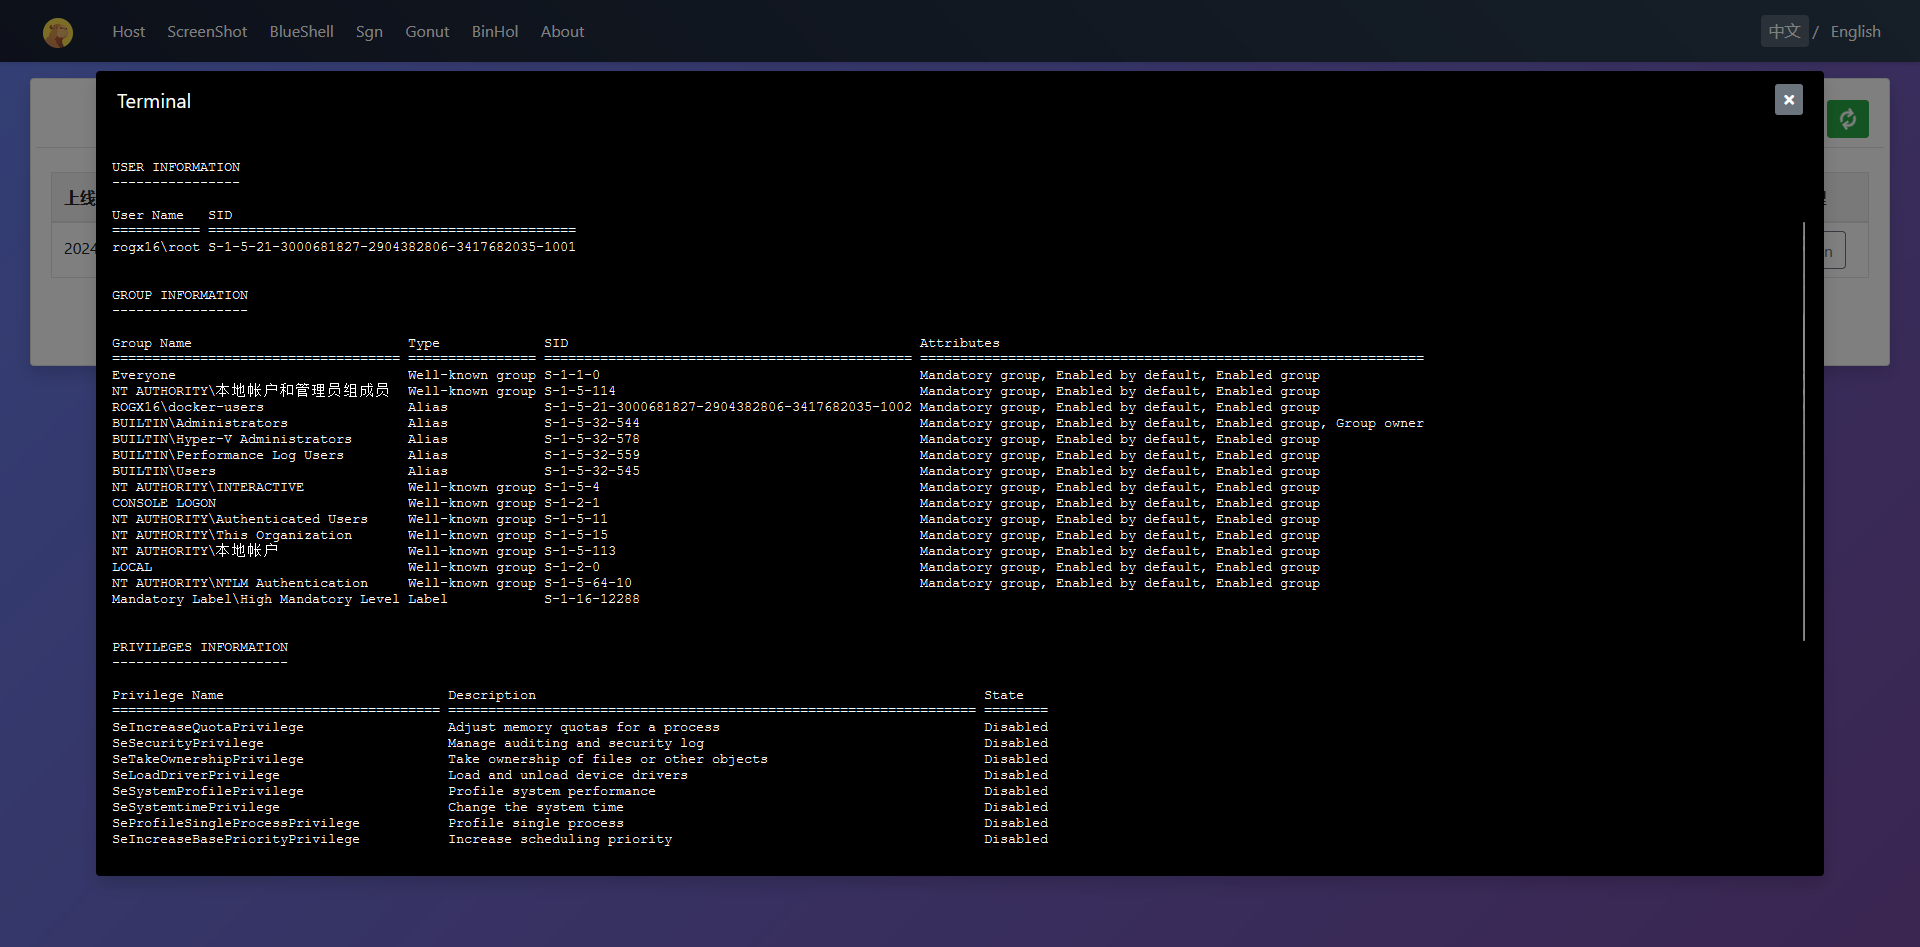 Host ScreenShot BlueShell Sgn Gonut BinHol About 中文 / English
Terminal
上线
2024
n
USER INFORMATION
----------------
User Name SID
=========== ==============================================
rogx16\root S-1-5-21-3000681827-2904382806-3417682035-1001
GROUP INFORMATION
-----------------
Group Name Type SID Attributes
==================================== ================ ============================================== ===============================================================
Everyone Well-known group S-1-1-0 Mandatory group, Enabled by default, Enabled group
NT AUTHORITY\本地帐户和管理员组成员 Well-known group S-1-5-114 Mandatory group, Enabled by default, Enabled group
ROGX16\docker-users Alias S-1-5-21-3000681827-2904382806-3417682035-1002 Mandatory group, Enabled by default, Enabled group
BUILTIN\Administrators Alias S-1-5-32-544 Mandatory group, Enabled by default, Enabled group, Group owner
BUILTIN\Hyper-V Administrators Alias S-1-5-32-578 Mandatory group, Enabled by default, Enabled group
BUILTIN\Performance Log Users Alias S-1-5-32-559 Mandatory group, Enabled by default, Enabled group
BUILTIN\Users Alias S-1-5-32-545 Mandatory group, Enabled by default, Enabled group
NT AUTHORITY\INTERACTIVE Well-known group S-1-5-4 Mandatory group, Enabled by default, Enabled group
CONSOLE LOGON Well-known group S-1-2-1 Mandatory group, Enabled by default, Enabled group
NT AUTHORITY\Authenticated Users Well-known group S-1-5-11 Mandatory group, Enabled by default, Enabled group
NT AUTHORITY\This Organization Well-known group S-1-5-15 Mandatory group, Enabled by default, Enabled group
NT AUTHORITY\本地帐户 Well-known group S-1-5-113 Mandatory group, Enabled by default, Enabled group
LOCAL Well-known group S-1-2-0 Mandatory group, Enabled by default, Enabled group
NT AUTHORITY\NTLM Authentication Well-known group S-1-5-64-10 Mandatory group, Enabled by default, Enabled group
Mandatory Label\High Mandatory Level Label S-1-16-12288
PRIVILEGES INFORMATION
----------------------
Privilege Name Description State
========================================= ================================================================== ========
SeIncreaseQuotaPrivilege Adjust memory quotas for a process Disabled
SeSecurityPrivilege Manage auditing and security log Disabled
SeTakeOwnershipPrivilege Take ownership of files or other objects Disabled
SeLoadDriverPrivilege Load and unload device drivers Disabled
SeSystemProfilePrivilege Profile system performance Disabled
SeSystemtimePrivilege Change the system time Disabled
SeProfileSingleProcessPrivilege Profile single process Disabled
SeIncreaseBasePriorityPrivilege Increase scheduling priority Disabled